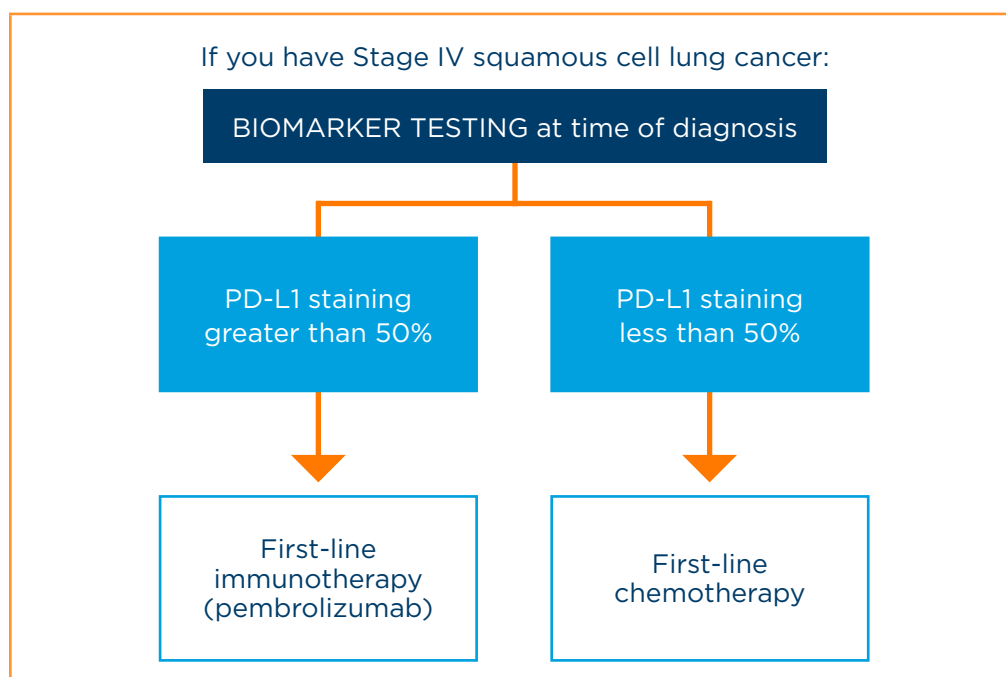 If you have Stage IV squamous cell lung cancer:
BIOMARKER TESTING at time of diagnosis
PD-L1 staining
greater than 50%
PD-L1 staining
less than 50%
First-line
immunotherapy
(pembrolizumab)
First-line
chemotherapy